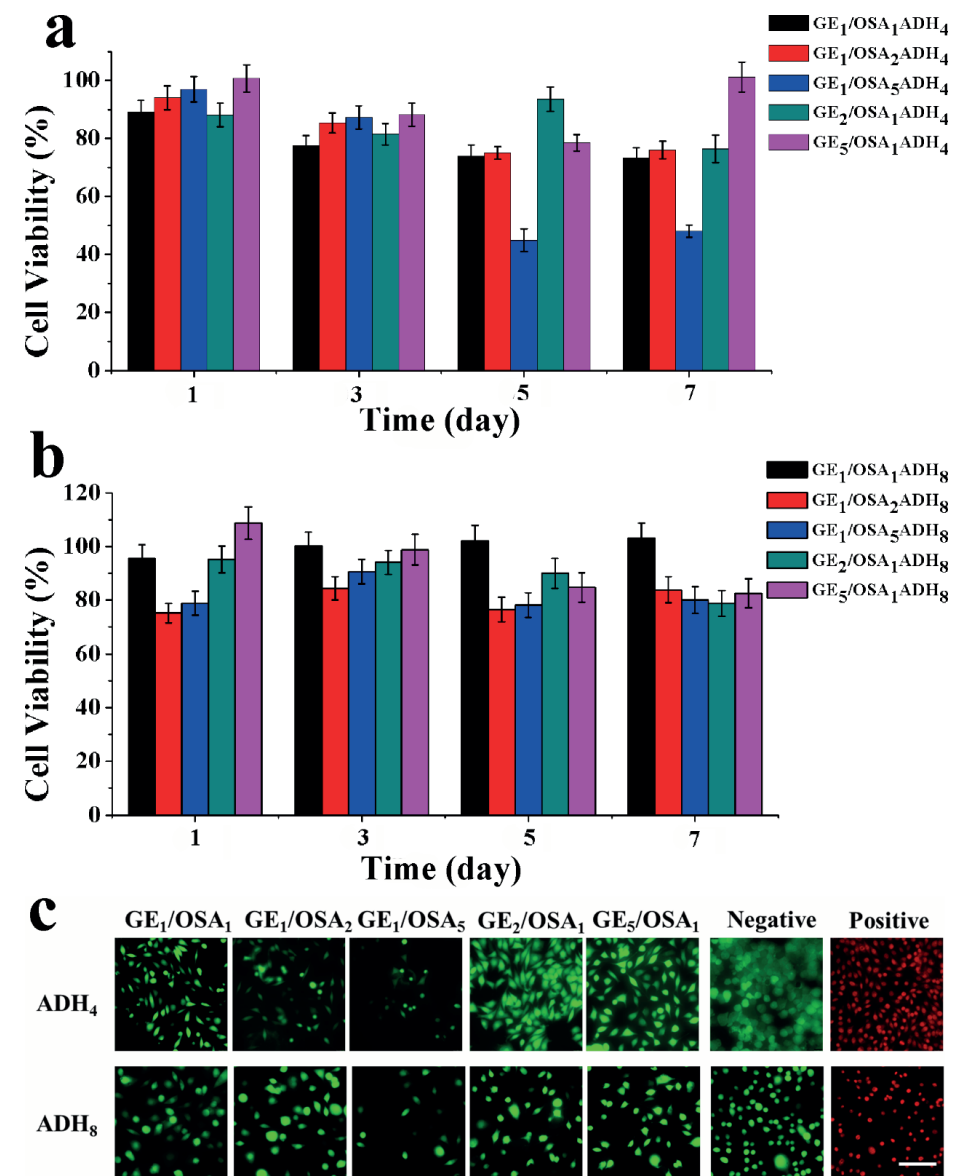 a
GE₁/OSA₁ADH₄
GE₁/OSA₂ADH₄
GE₁/OSA₅ADH₄
GE₂/OSA₁ADH₄
GE₅/OSA₁ADH₄
Cell Viability (%)
100
80
60
40
20
0
1 3 5 7
Time (day)
b
GE₁/OSA₁ADH₈
GE₁/OSA₂ADH₈
GE₁/OSA₅ADH₈
GE₂/OSA₁ADH₈
GE₅/OSA₁ADH₈
Cell Viability (%)
120
100
80
60
40
20
0
1 3 5 7
Time (day)
c
GE₁/OSA₁ GE₁/OSA₂ GE₁/OSA₅ GE₂/OSA₁ GE₅/OSA₁ Negative Positive
ADH₄
ADH₈